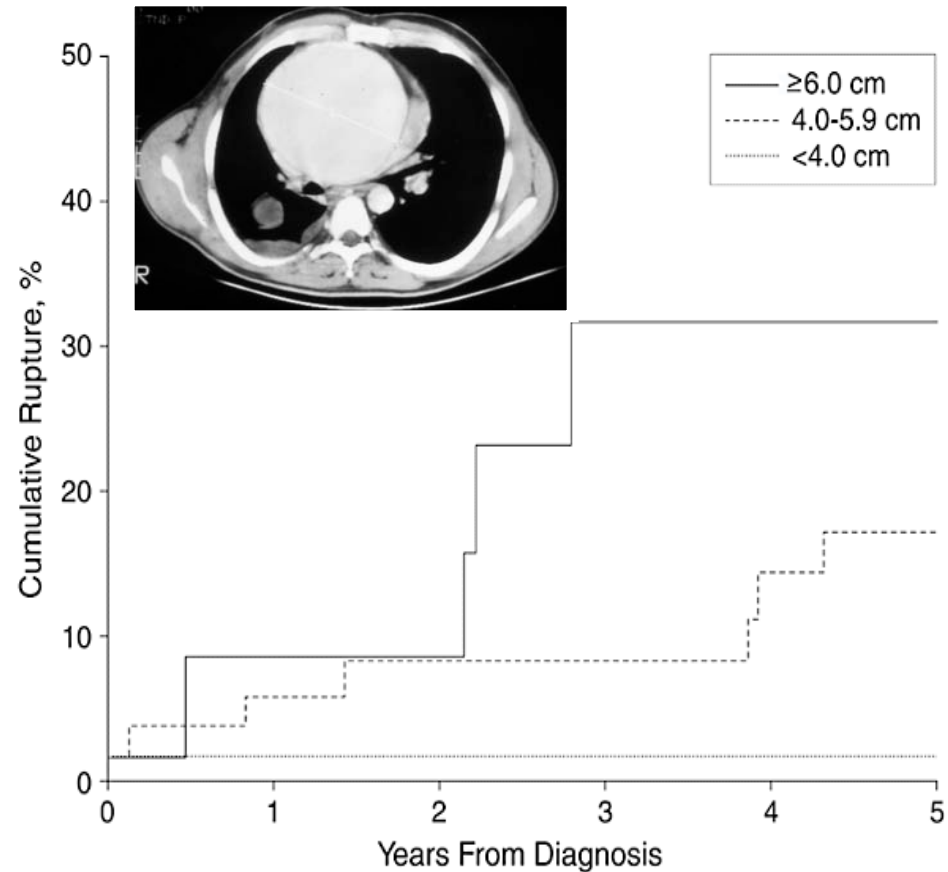 TND P
50
40
30
20
10
0
Cumulative Rupture, %
R
≥6.0 cm
4.0-5.9 cm
<4.0 cm
0 1 2 3 4 5
Years From Diagnosis